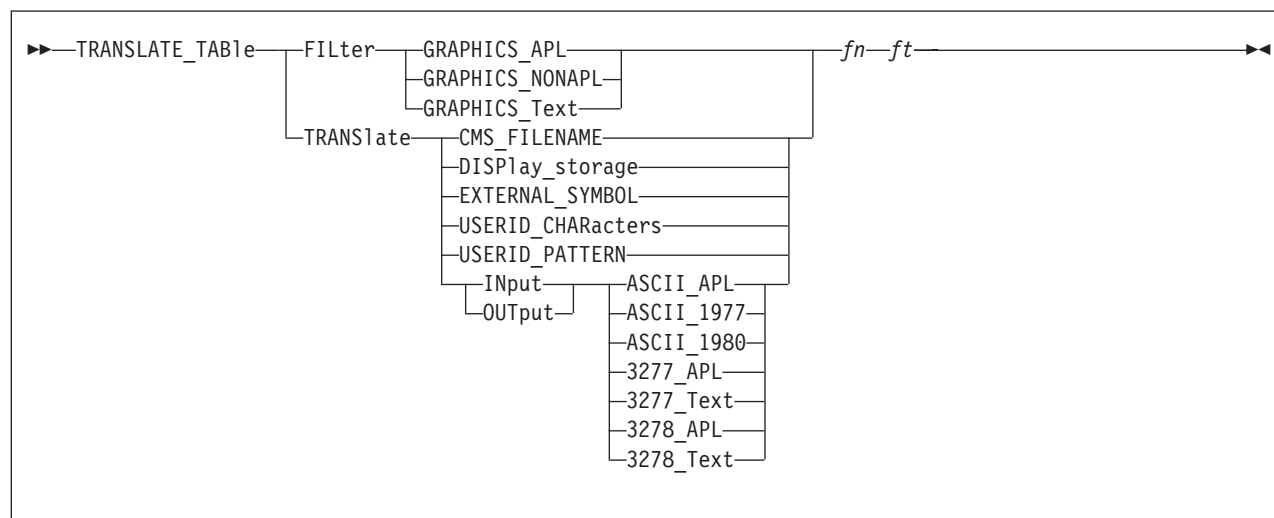 TRANSLATE_TABle FILter GRAPHICS_APL fn ft
GRAPHICS_NONAPL
GRAPHICS_Text
TRANSlate CMS_FILENAME
DISPlay_storage
EXTERNAL_SYMBOL
USERID_CHARacters
USERID_PATTERN
INput ASCII_APL
OUTput ASCII_1977
ASCII_1980
3277_APL
3277_Text
3278_APL
3278_Text